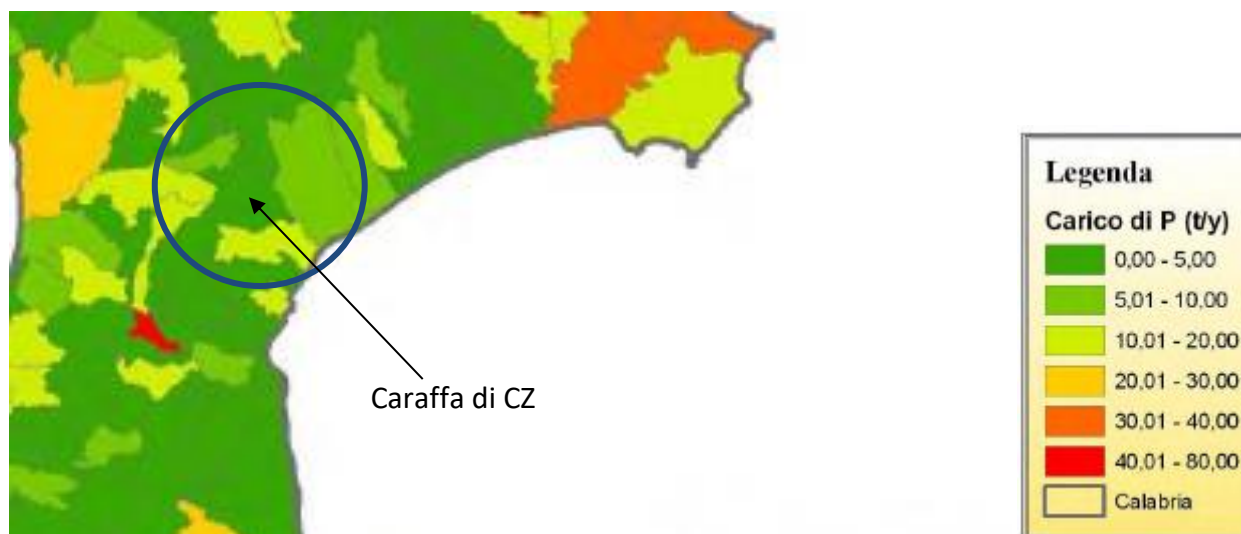 Caraffa di CZ
Legenda
Carico di P (t/y)
0,00 - 5,00
5,01 - 10,00
10,01 - 20,00
20,01 - 30,00
30,01 - 40,00
40,01 - 80,00
Calabria